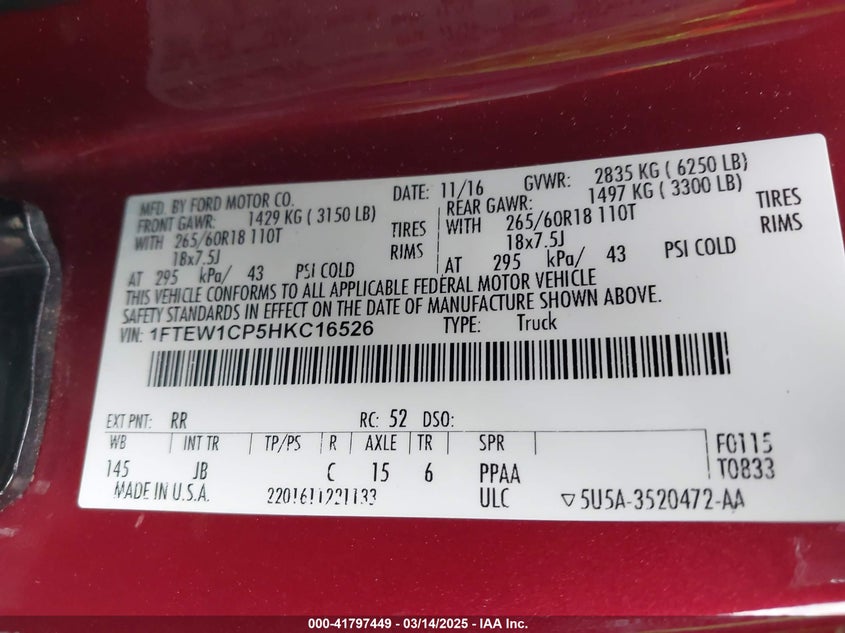 MFD. BY FORD MOTOR CO. DATE: 11/16 GVWR: 2835 KG ( 6250 LB)
FRONT GAWR: 1429 KG ( 3150 LB) REAR GAWR: 1497 KG ( 3300 LB)
WITH 265/60R18 110T TIRES WITH 265/60R18 110T TIRES
18x7.5J RIMS 18x7.5J RIMS
AT 295 kPa/ 43 PSI COLD AT 295 kPa/ 43 PSI COLD
THIS VEHICLE CONFORMS TO ALL APPLICABLE FEDERAL MOTOR VEHICLE
SAFETY STANDARDS IN EFFECT ON THE DATE OF MANUFACTURE SHOWN ABOVE.
VIN: 1FTEW1CP5HKC16526 TYPE: Truck
EXT PNT: RR RC: 52 DSO:
WB INT TR TP/PS R AXLE TR SPR F0115
145 JB C 15 6 PPAA T0833
MADE IN U.S.A. 2201611221133 ULC ▽5U5A-3520472-AA
000-41797449 - 03/14/2025 - IAA Inc.